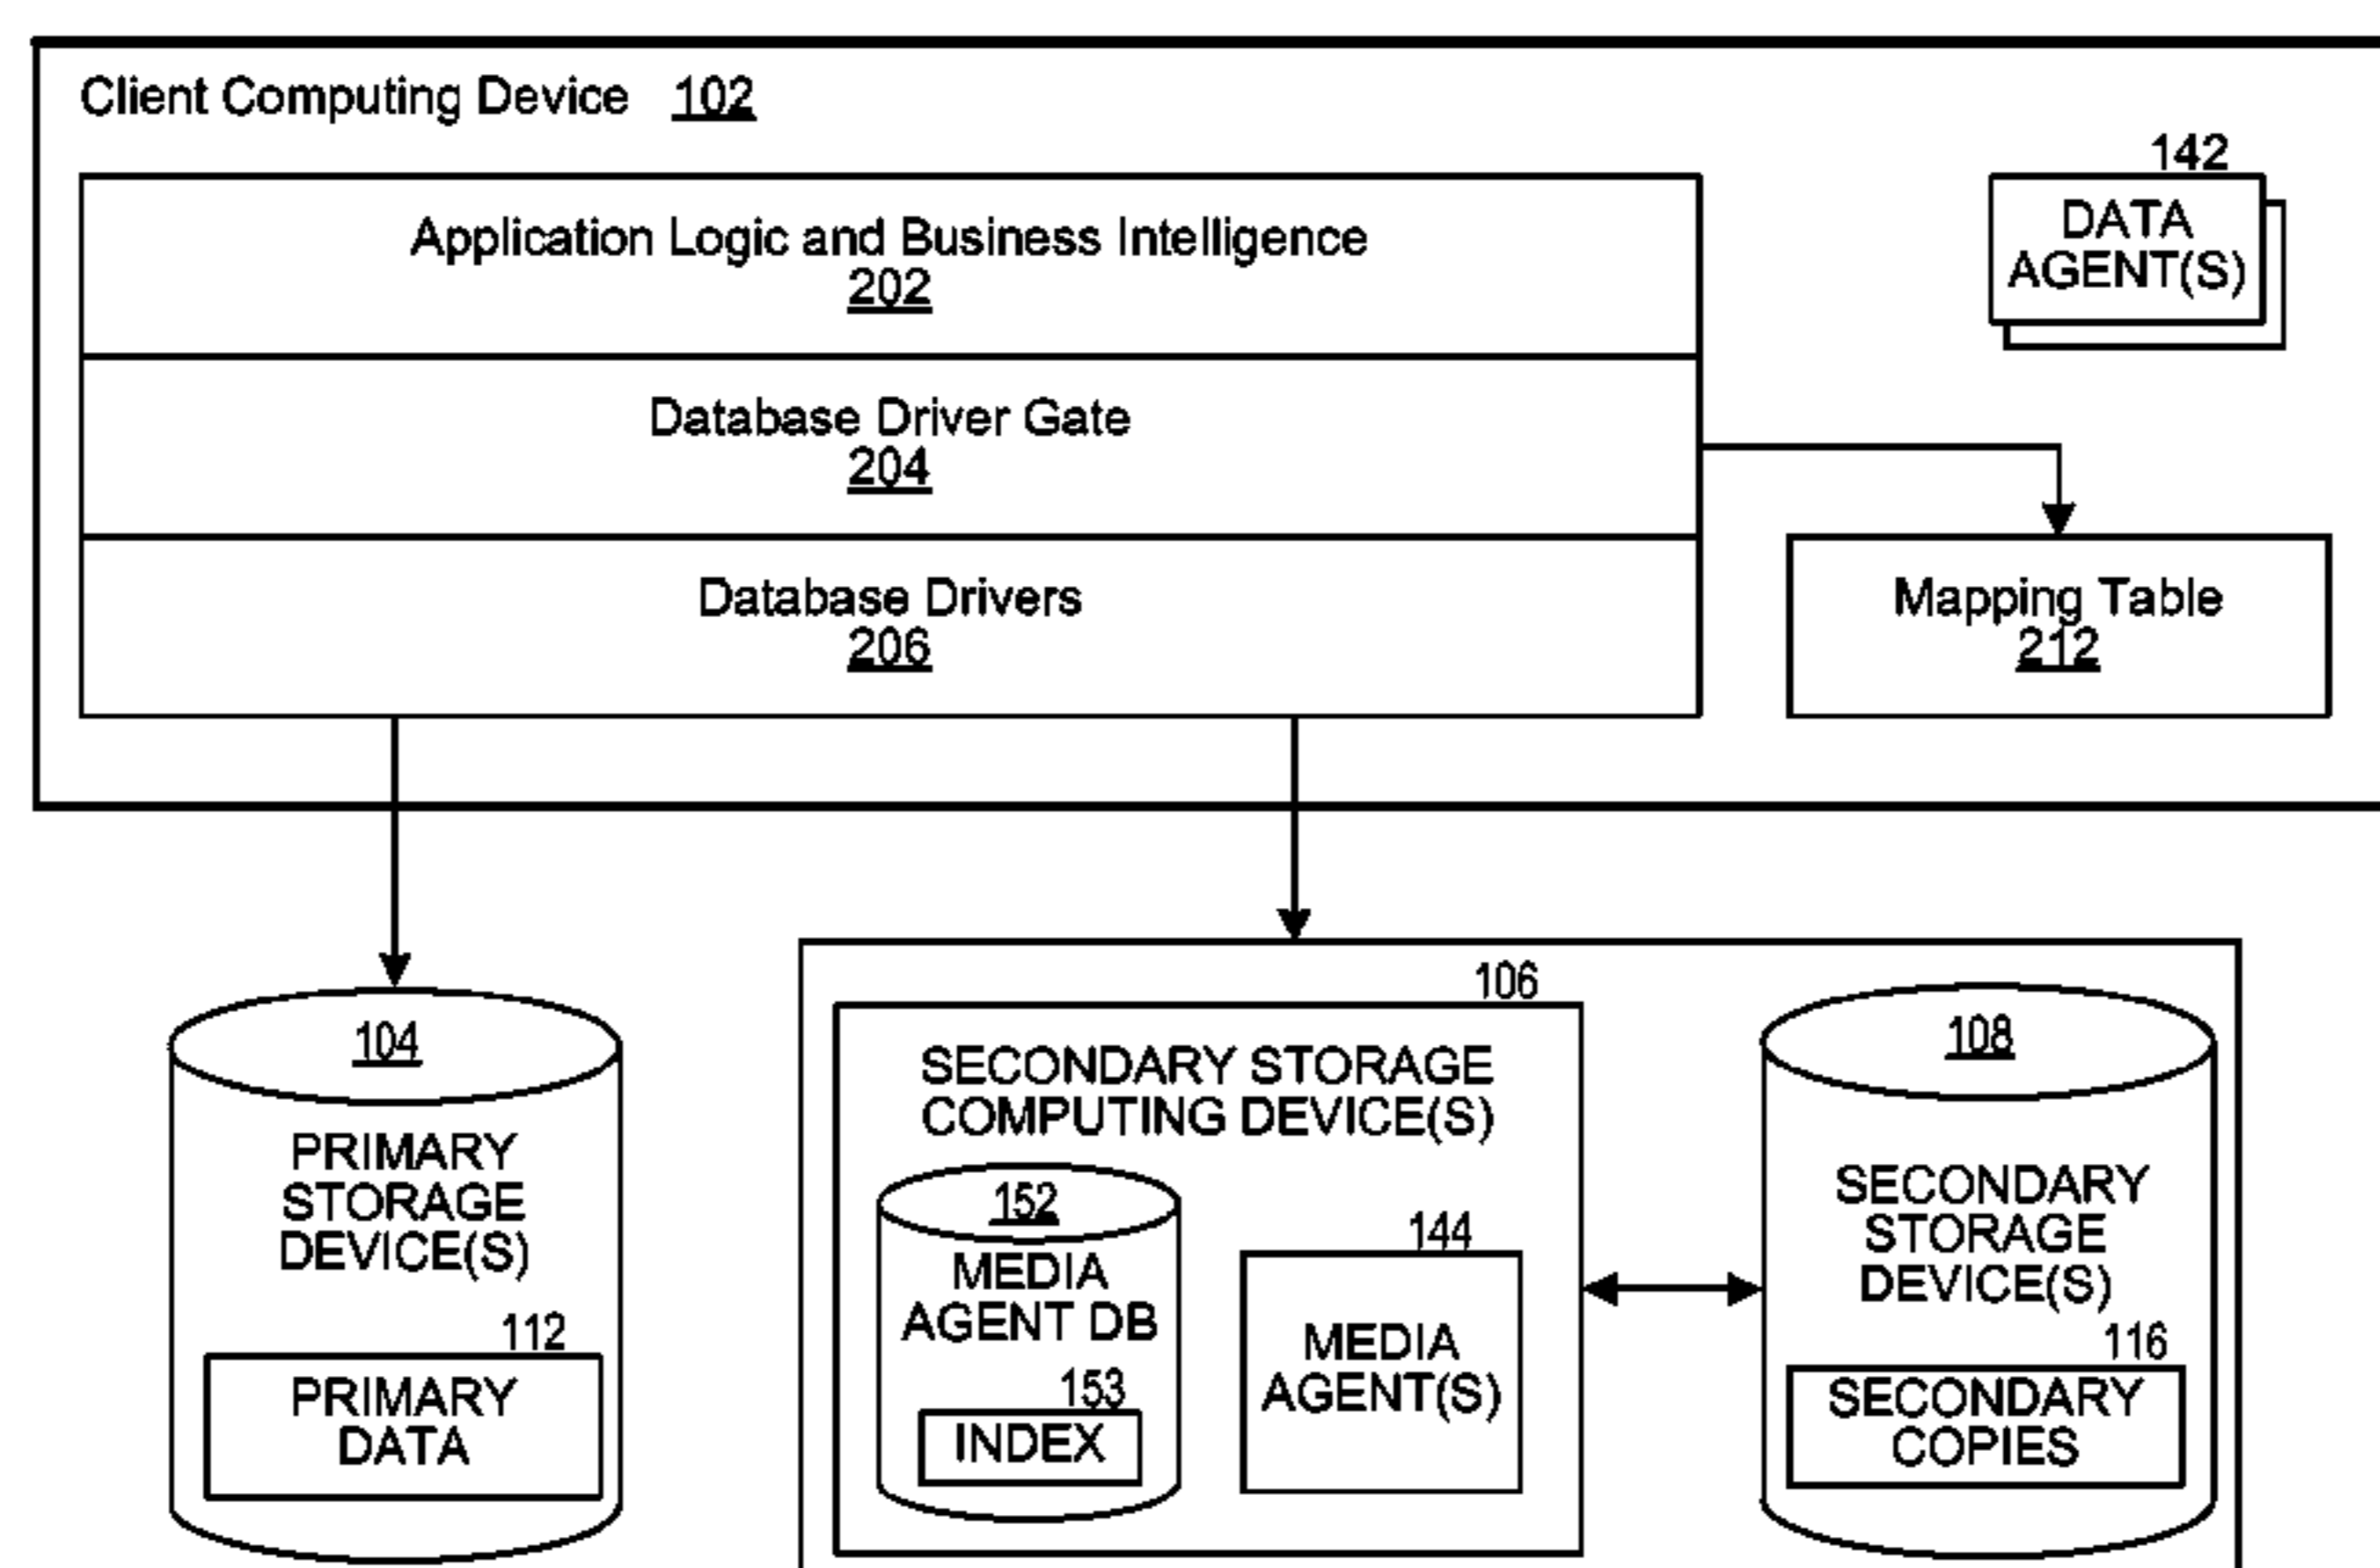 Client Computing Device 102
142
DATA
AGENT(S)
Application Logic and Business Intelligence
202
Database Driver Gate
204
Database Drivers
206
Mapping Table
212
104
PRIMARY
STORAGE
DEVICE(S)
112
PRIMARY
DATA
106
SECONDARY STORAGE
COMPUTING DEVICE(S)
152
MEDIA
AGENT DB
153
INDEX
144
MEDIA
AGENT(S)
108
SECONDARY
STORAGE
DEVICE(S)
116
SECONDARY
COPIES